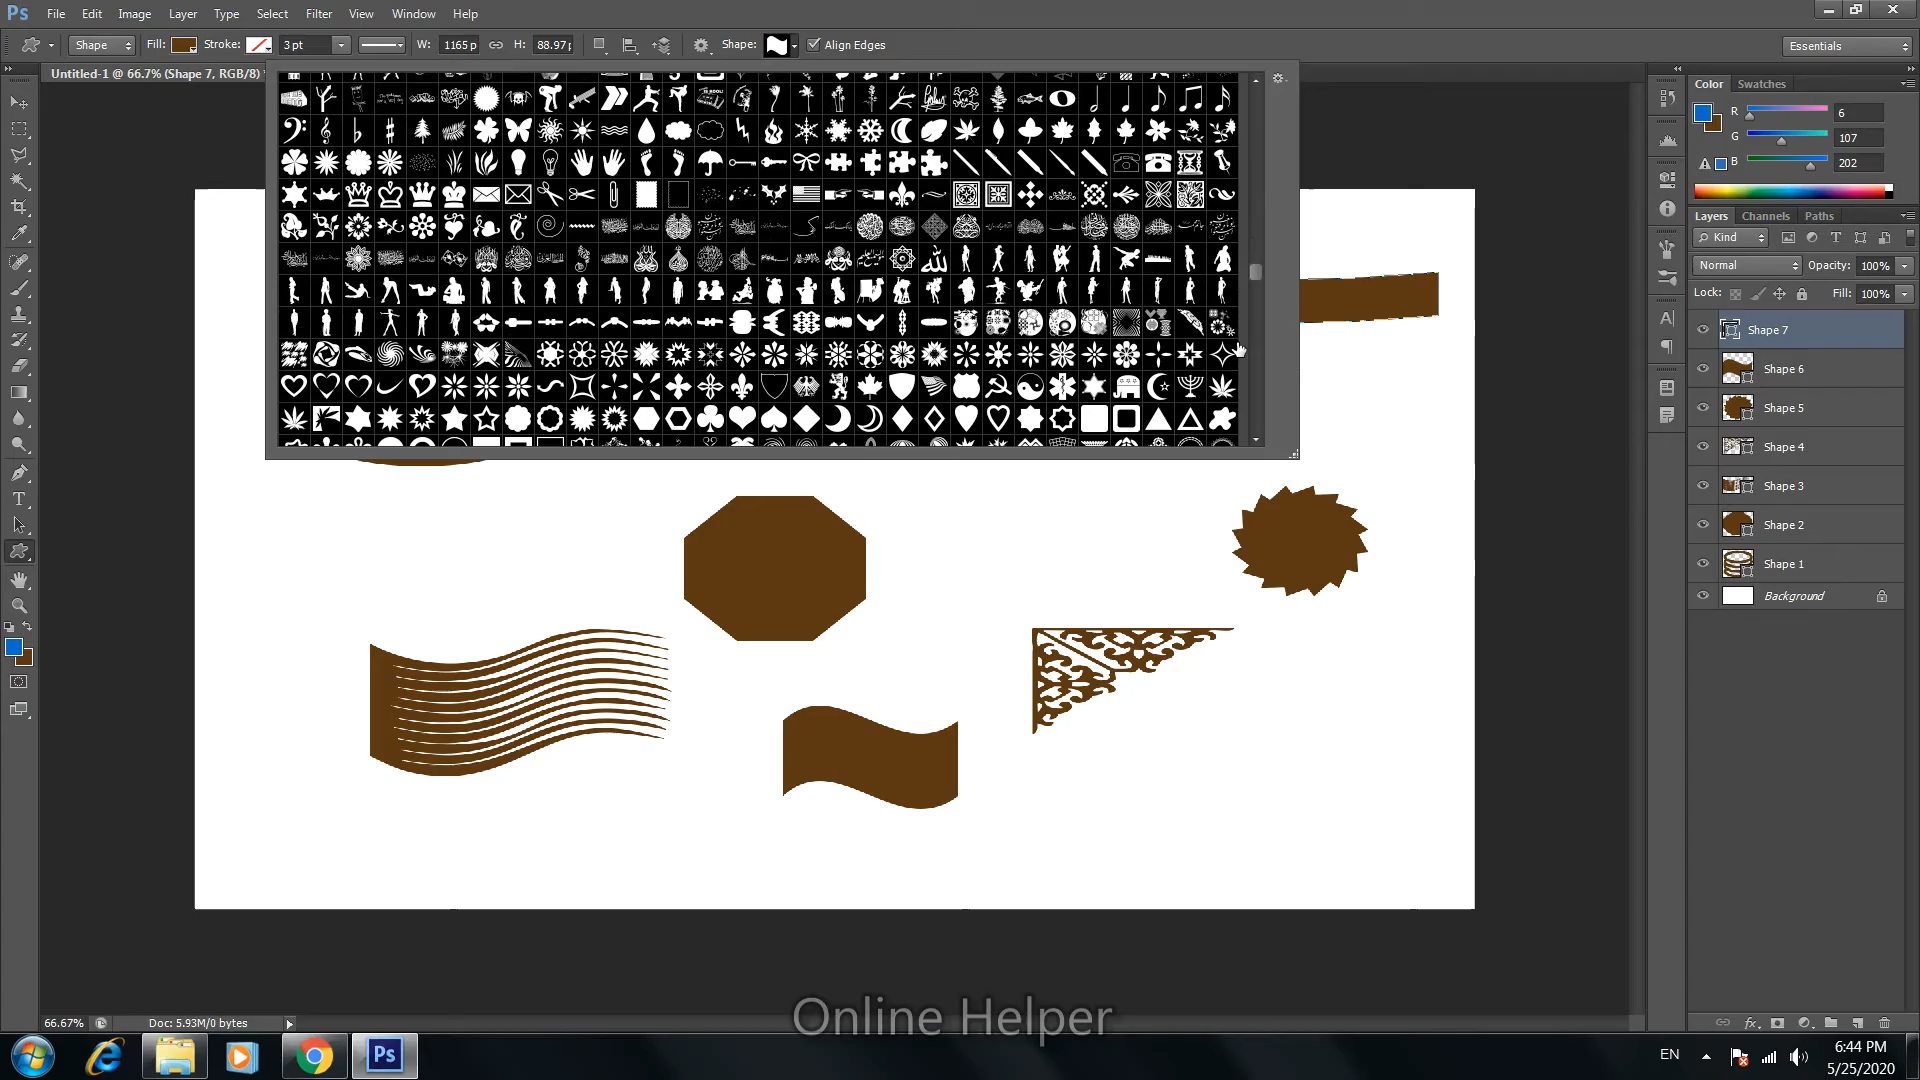 Ps File Edit Image Layer Type Select Filter View Window Help
Shape Fill: Stroke: 3 pt W: 1165 p H: 88.97 Shape: Align Edges Essentials
Untitled-1 @ 66.7% (Shape 7, RGB/8)
Color Swatches
R 6
G 107
B 202
Layers Channels Paths
Kind
Normal Opacity: 100%
Lock: Fill: 100%
Shape 7
Shape 6
Shape 5
Shape 4
Shape 3
Shape 2
Shape 1
Background
66.67% Doc: 5.93M/0 bytes
Online Helper
Ps EN 6:44 PM
5/25/2020